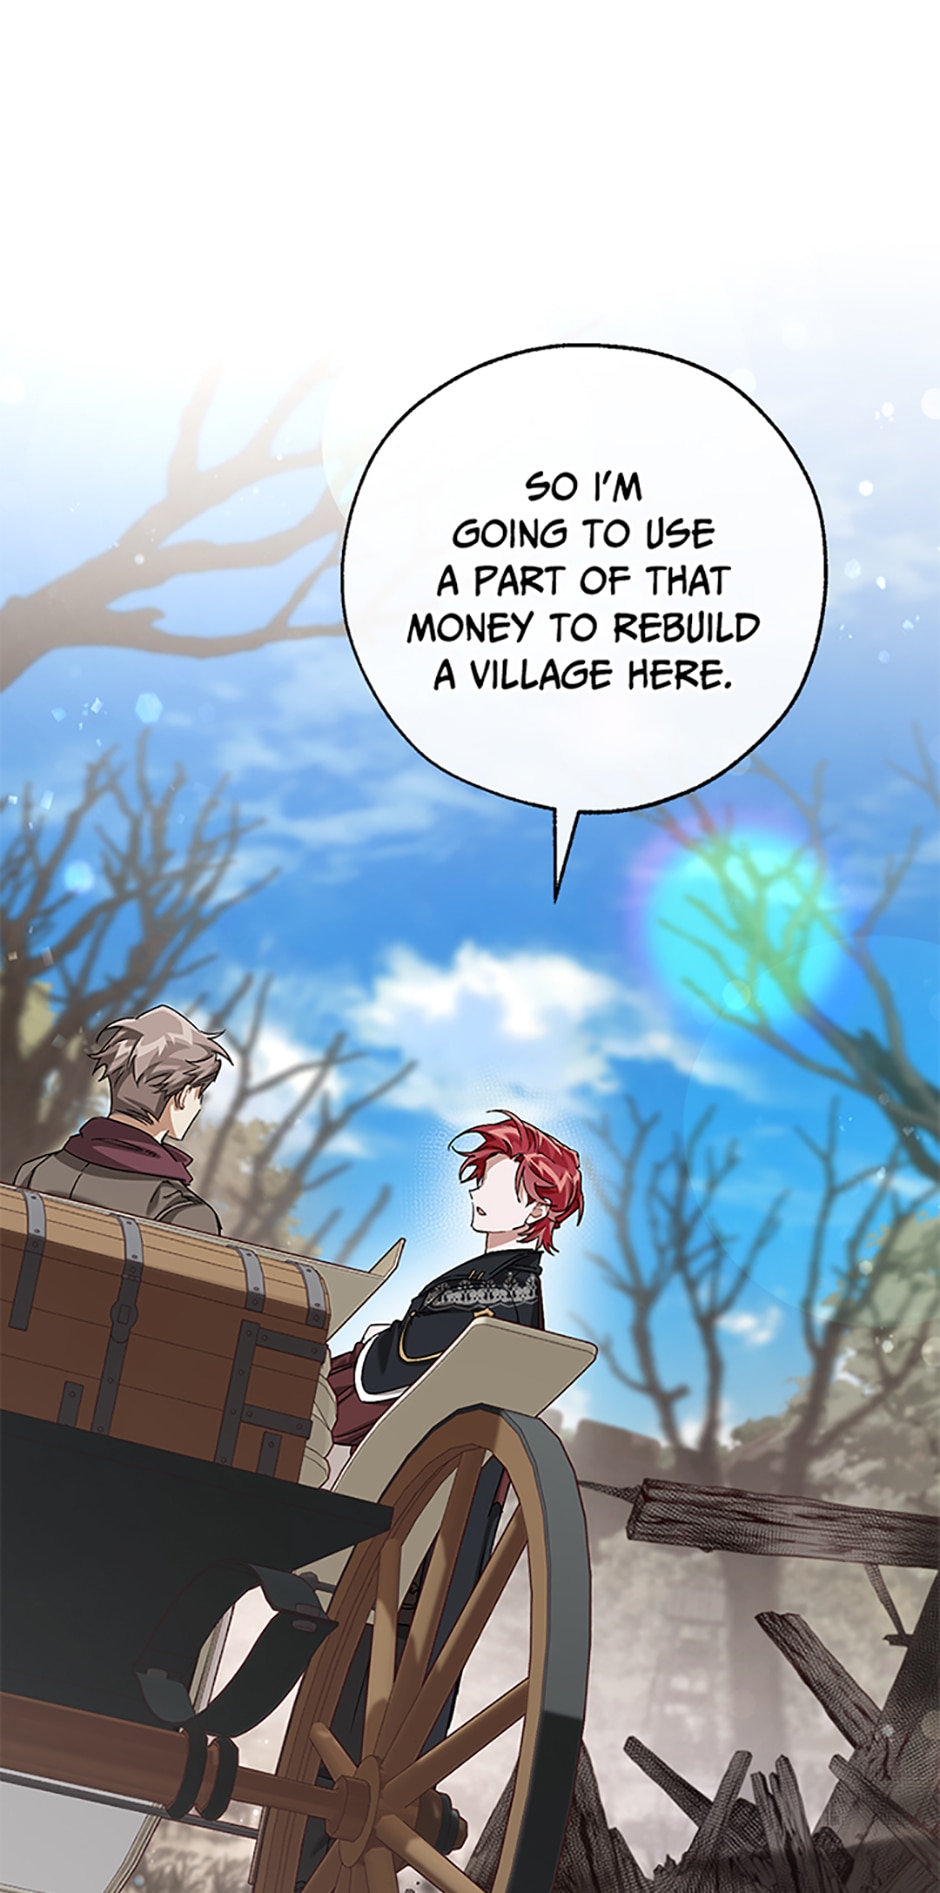 SO I'M
GOING TO USE
A PART OF THAT
MONEY TO REBUILD
A VILLAGE HERE.